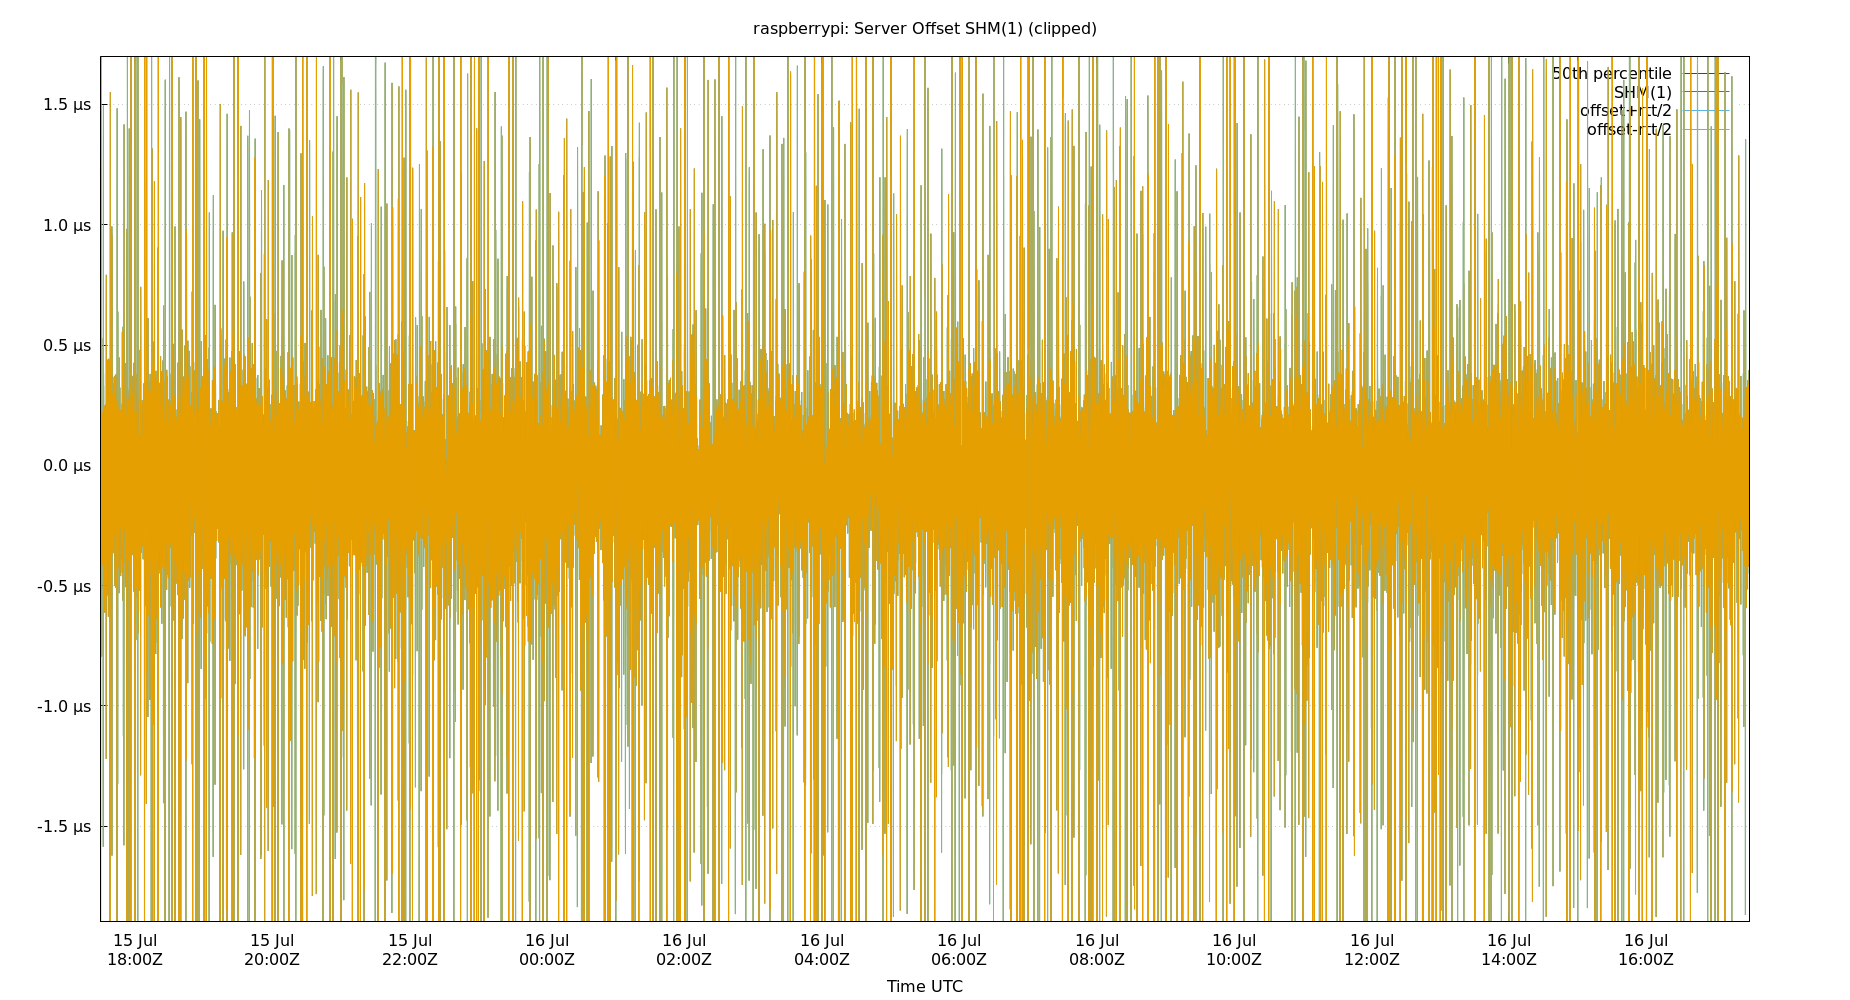 raspberrypi: Server Offset SHM(1) (clipped)
50th percentile
SHM(1)
offset+rtt/2
offset-rtt/2
1.5 µs
1.0 µs
0.5 µs
0.0 µs
-0.5 µs
-1.0 µs
-1.5 µs
15 Jul 15 Jul 15 Jul 16 Jul 16 Jul 16 Jul 16 Jul 16 Jul 16 Jul 16 Jul 16 Jul 16 Jul
18:00Z 20:00Z 22:00Z 00:00Z 02:00Z 04:00Z 06:00Z 08:00Z 10:00Z 12:00Z 14:00Z 16:00Z
Time UTC